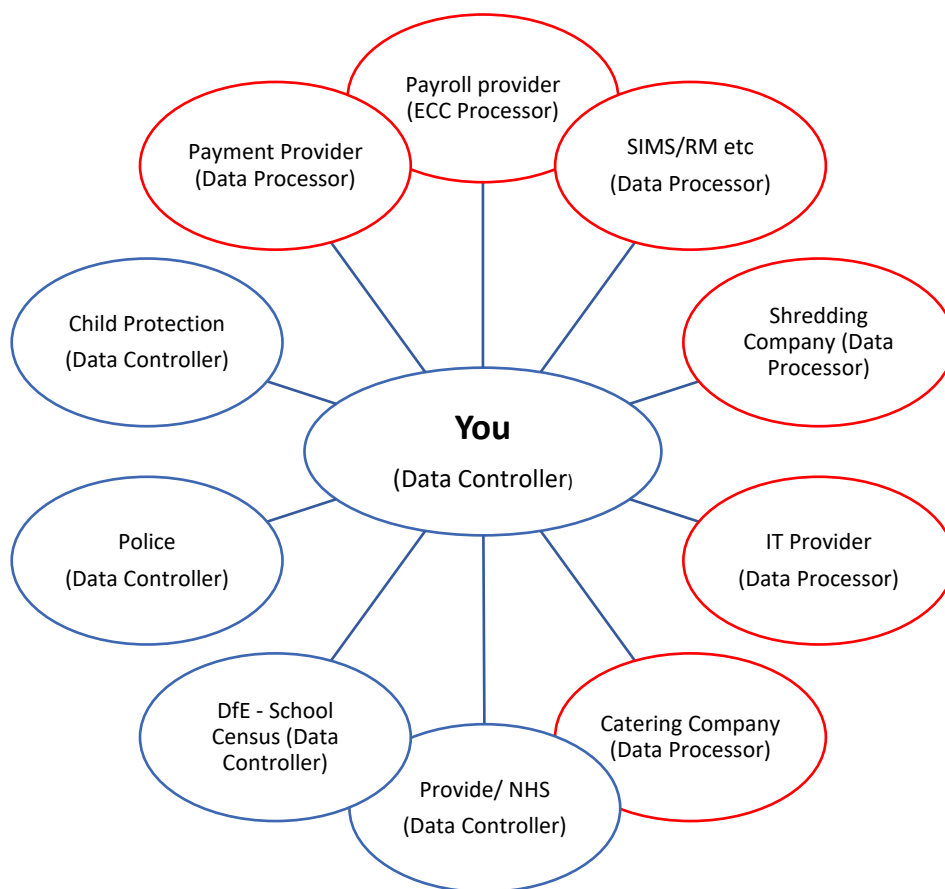 Payroll provider
(ECC Processor)
Payment Provider
(Data Processor)
SIMS/RM etc
(Data Processor)
Child Protection
(Data Controller)
Shredding
Company (Data
Processor)
You
(Data Controller)
Police
(Data Controller)
IT Provider
(Data Processor)
DfE - School
Census (Data
Controller)
Catering Company
(Data Processor)
Provide/ NHS
(Data Controller)